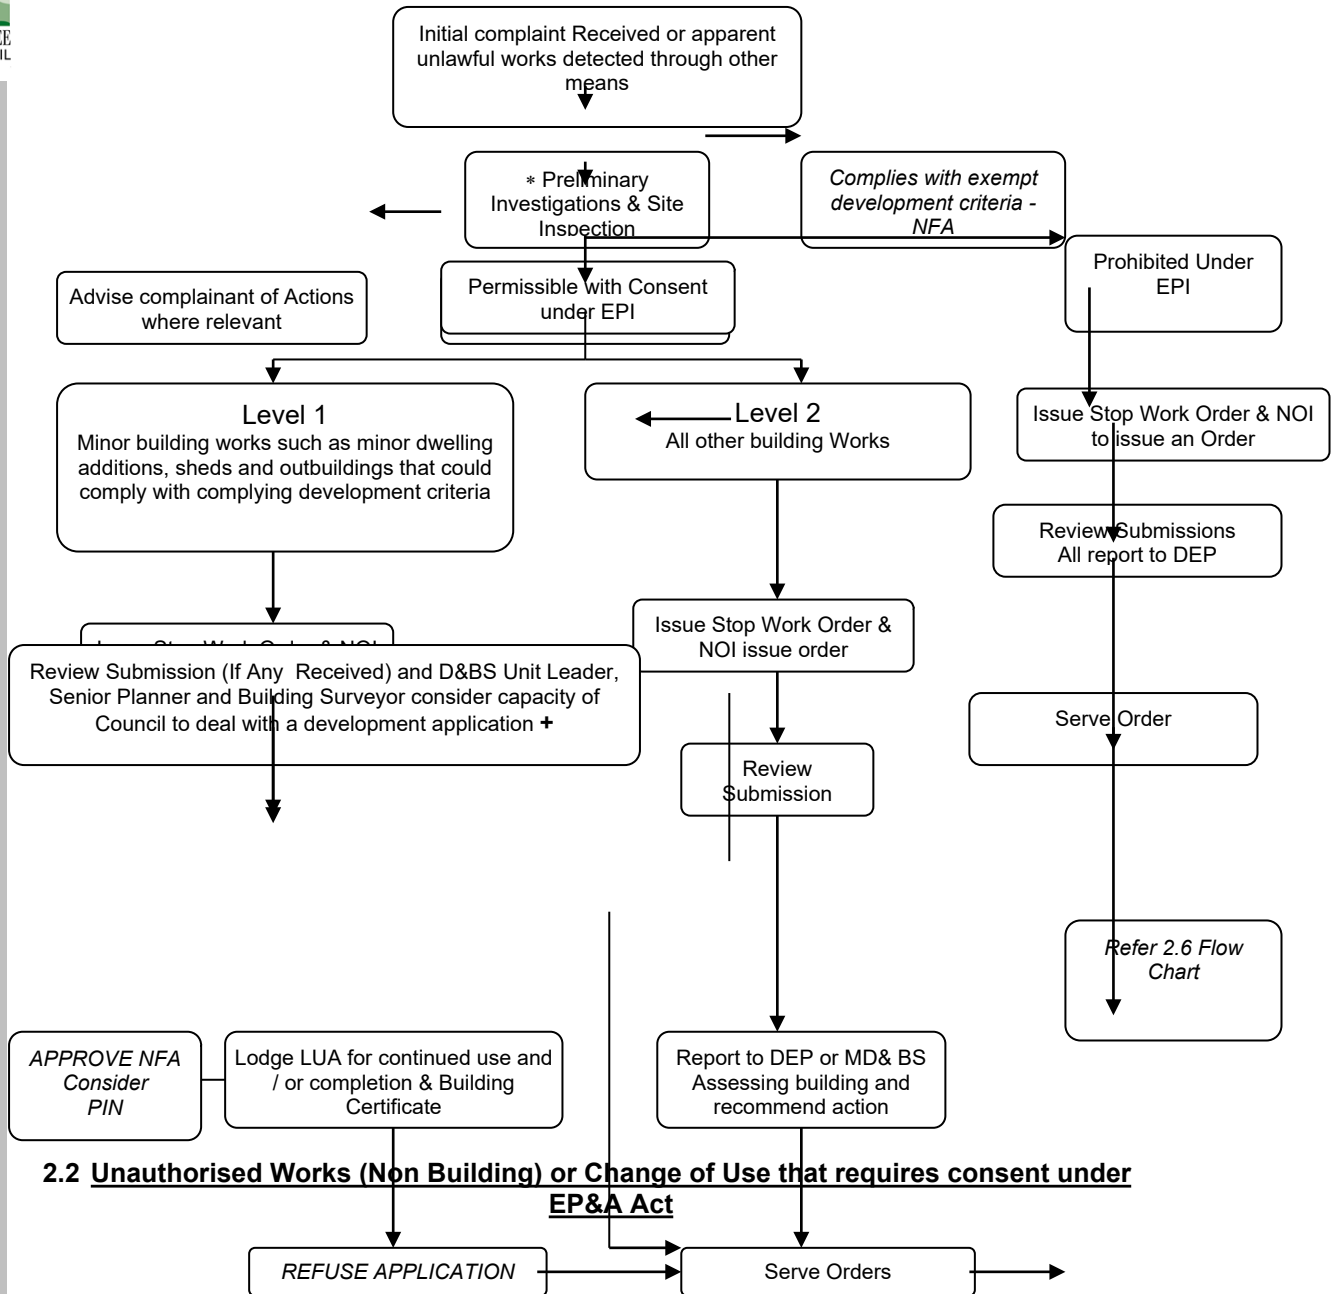 Initial complaint Received or apparent
unlawful works detected through other
means
* Preliminary
Investigations & Site
Inspection
Complies with exempt
development criteria -
NFA
Prohibited Under
EPI
Advise complainant of Actions
where relevant
Permissible with Consent
under EPI
Level 1
Minor building works such as minor dwelling
additions, sheds and outbuildings that could
comply with complying development criteria
Level 2
All other building Works
Issue Stop Work Order & NOI
to issue an Order
Review Submissions
All report to DEP
Issue Stop Work Order & NOI
Review Submission (If Any Received) and D&BS Unit Leader,
Senior Planner and Building Surveyor consider capacity of
Council to deal with a development application +
Issue Stop Work Order &
NOI issue order
Serve Order
Review
Submission
Refer 2.6 Flow
Chart
APPROVE NFA
Consider
PIN
Lodge LUA for continued use and
/ or completion & Building
Certificate
Report to DEP or MD& BS
Assessing building and
recommend action
2.2 Unauthorised Works (Non Building) or Change of Use that requires consent under
EP&A Act
REFUSE APPLICATION
Serve Orders